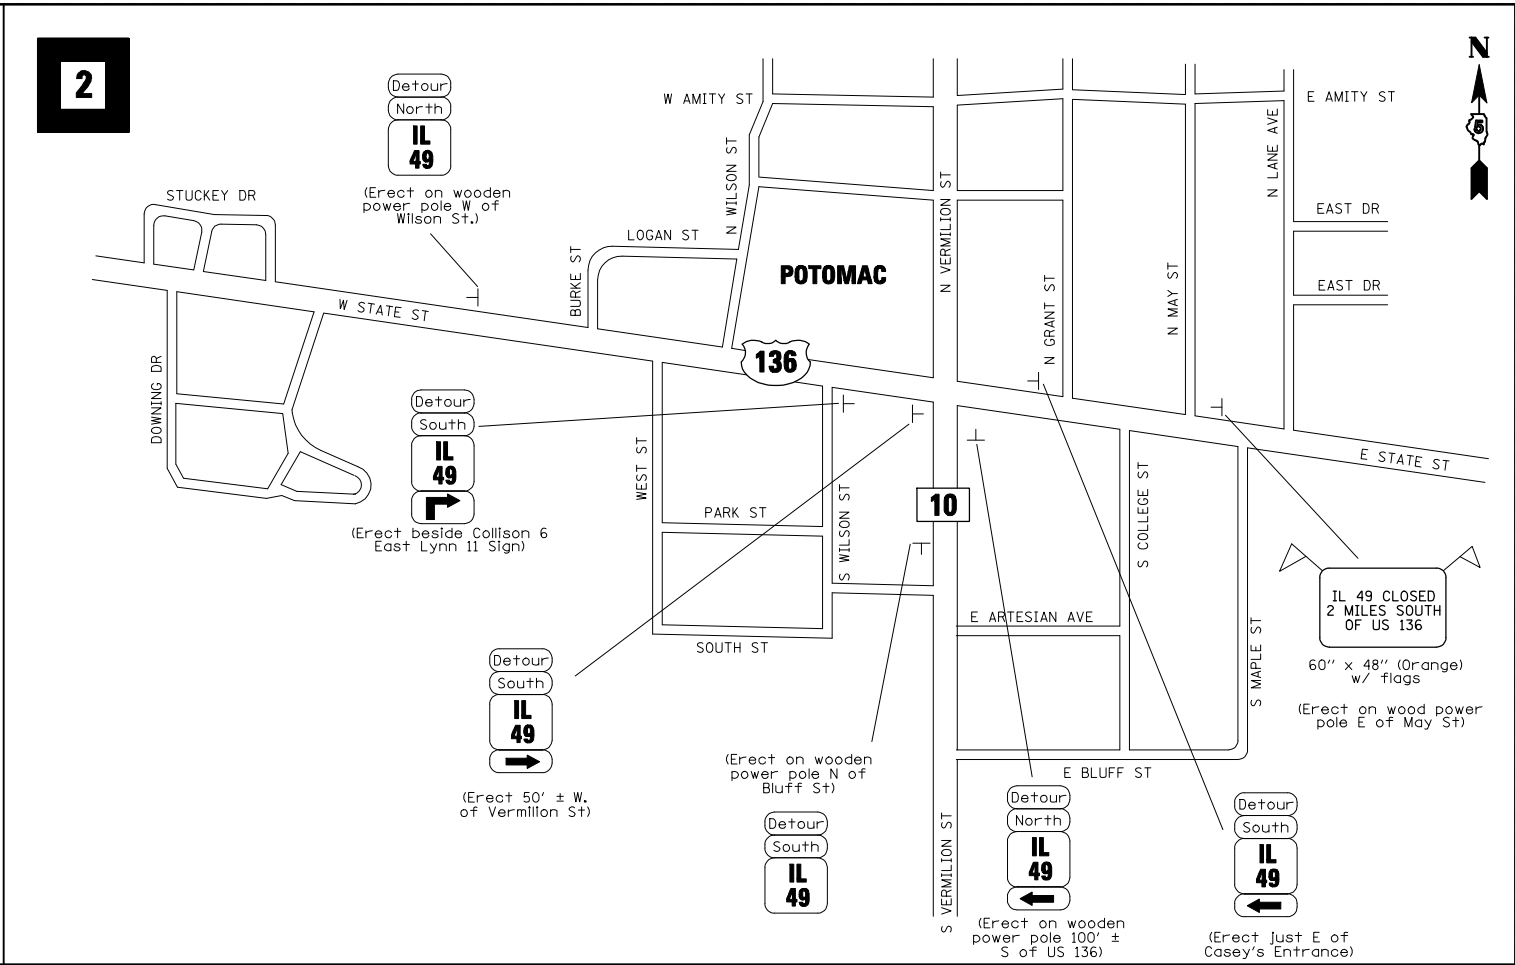 2
Detour
North
IL
49
(Erect on wooden
power pole W of
Wilson St.)
STUCKEY DR
W AMITY ST
E AMITY ST
N
5
N WILSON ST
N VERMILION ST
N LANE AVE
EAST DR
EAST DR
LOGAN ST
BURKE ST
POTOMAC
N GRANT ST
N MAY ST
W STATE ST
136
DOWNING DR
Detour
South
IL
49
(Erect beside Collison 6
East Lynn 11 Sign)
WEST ST
PARK ST
S WILSON ST
10
S COLLEGE ST
E STATE ST
SOUTH ST
E ARTESIAN AVE
S MAPLE ST
IL 49 CLOSED
2 MILES SOUTH
OF US 136
60" x 48" (Orange)
w/ flags
(Erect on wood power
pole E of May St)
Detour
South
IL
49
(Erect 50' ± W.
of Vermilion St)
(Erect on wooden
power pole N of
Bluff St)
Detour
South
IL
49
E BLUFF ST
S VERMILION ST
Detour
North
IL
49
(Erect on wooden
power pole 100' ±
S of US 136)
Detour
South
IL
49
(Erect just E of
Casey's Entrance)